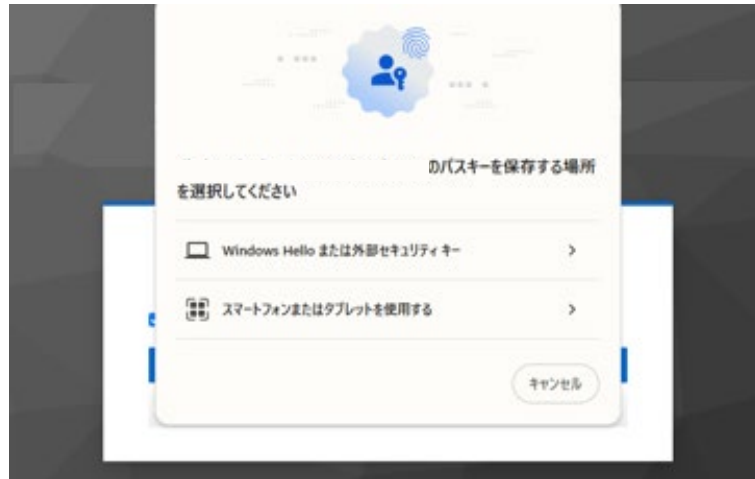 のパスキーを保存する場所
を選択してください
Windows Hello または外部セキュリティ キー
スマートフォンまたはタブレットを使用する
キャンセル